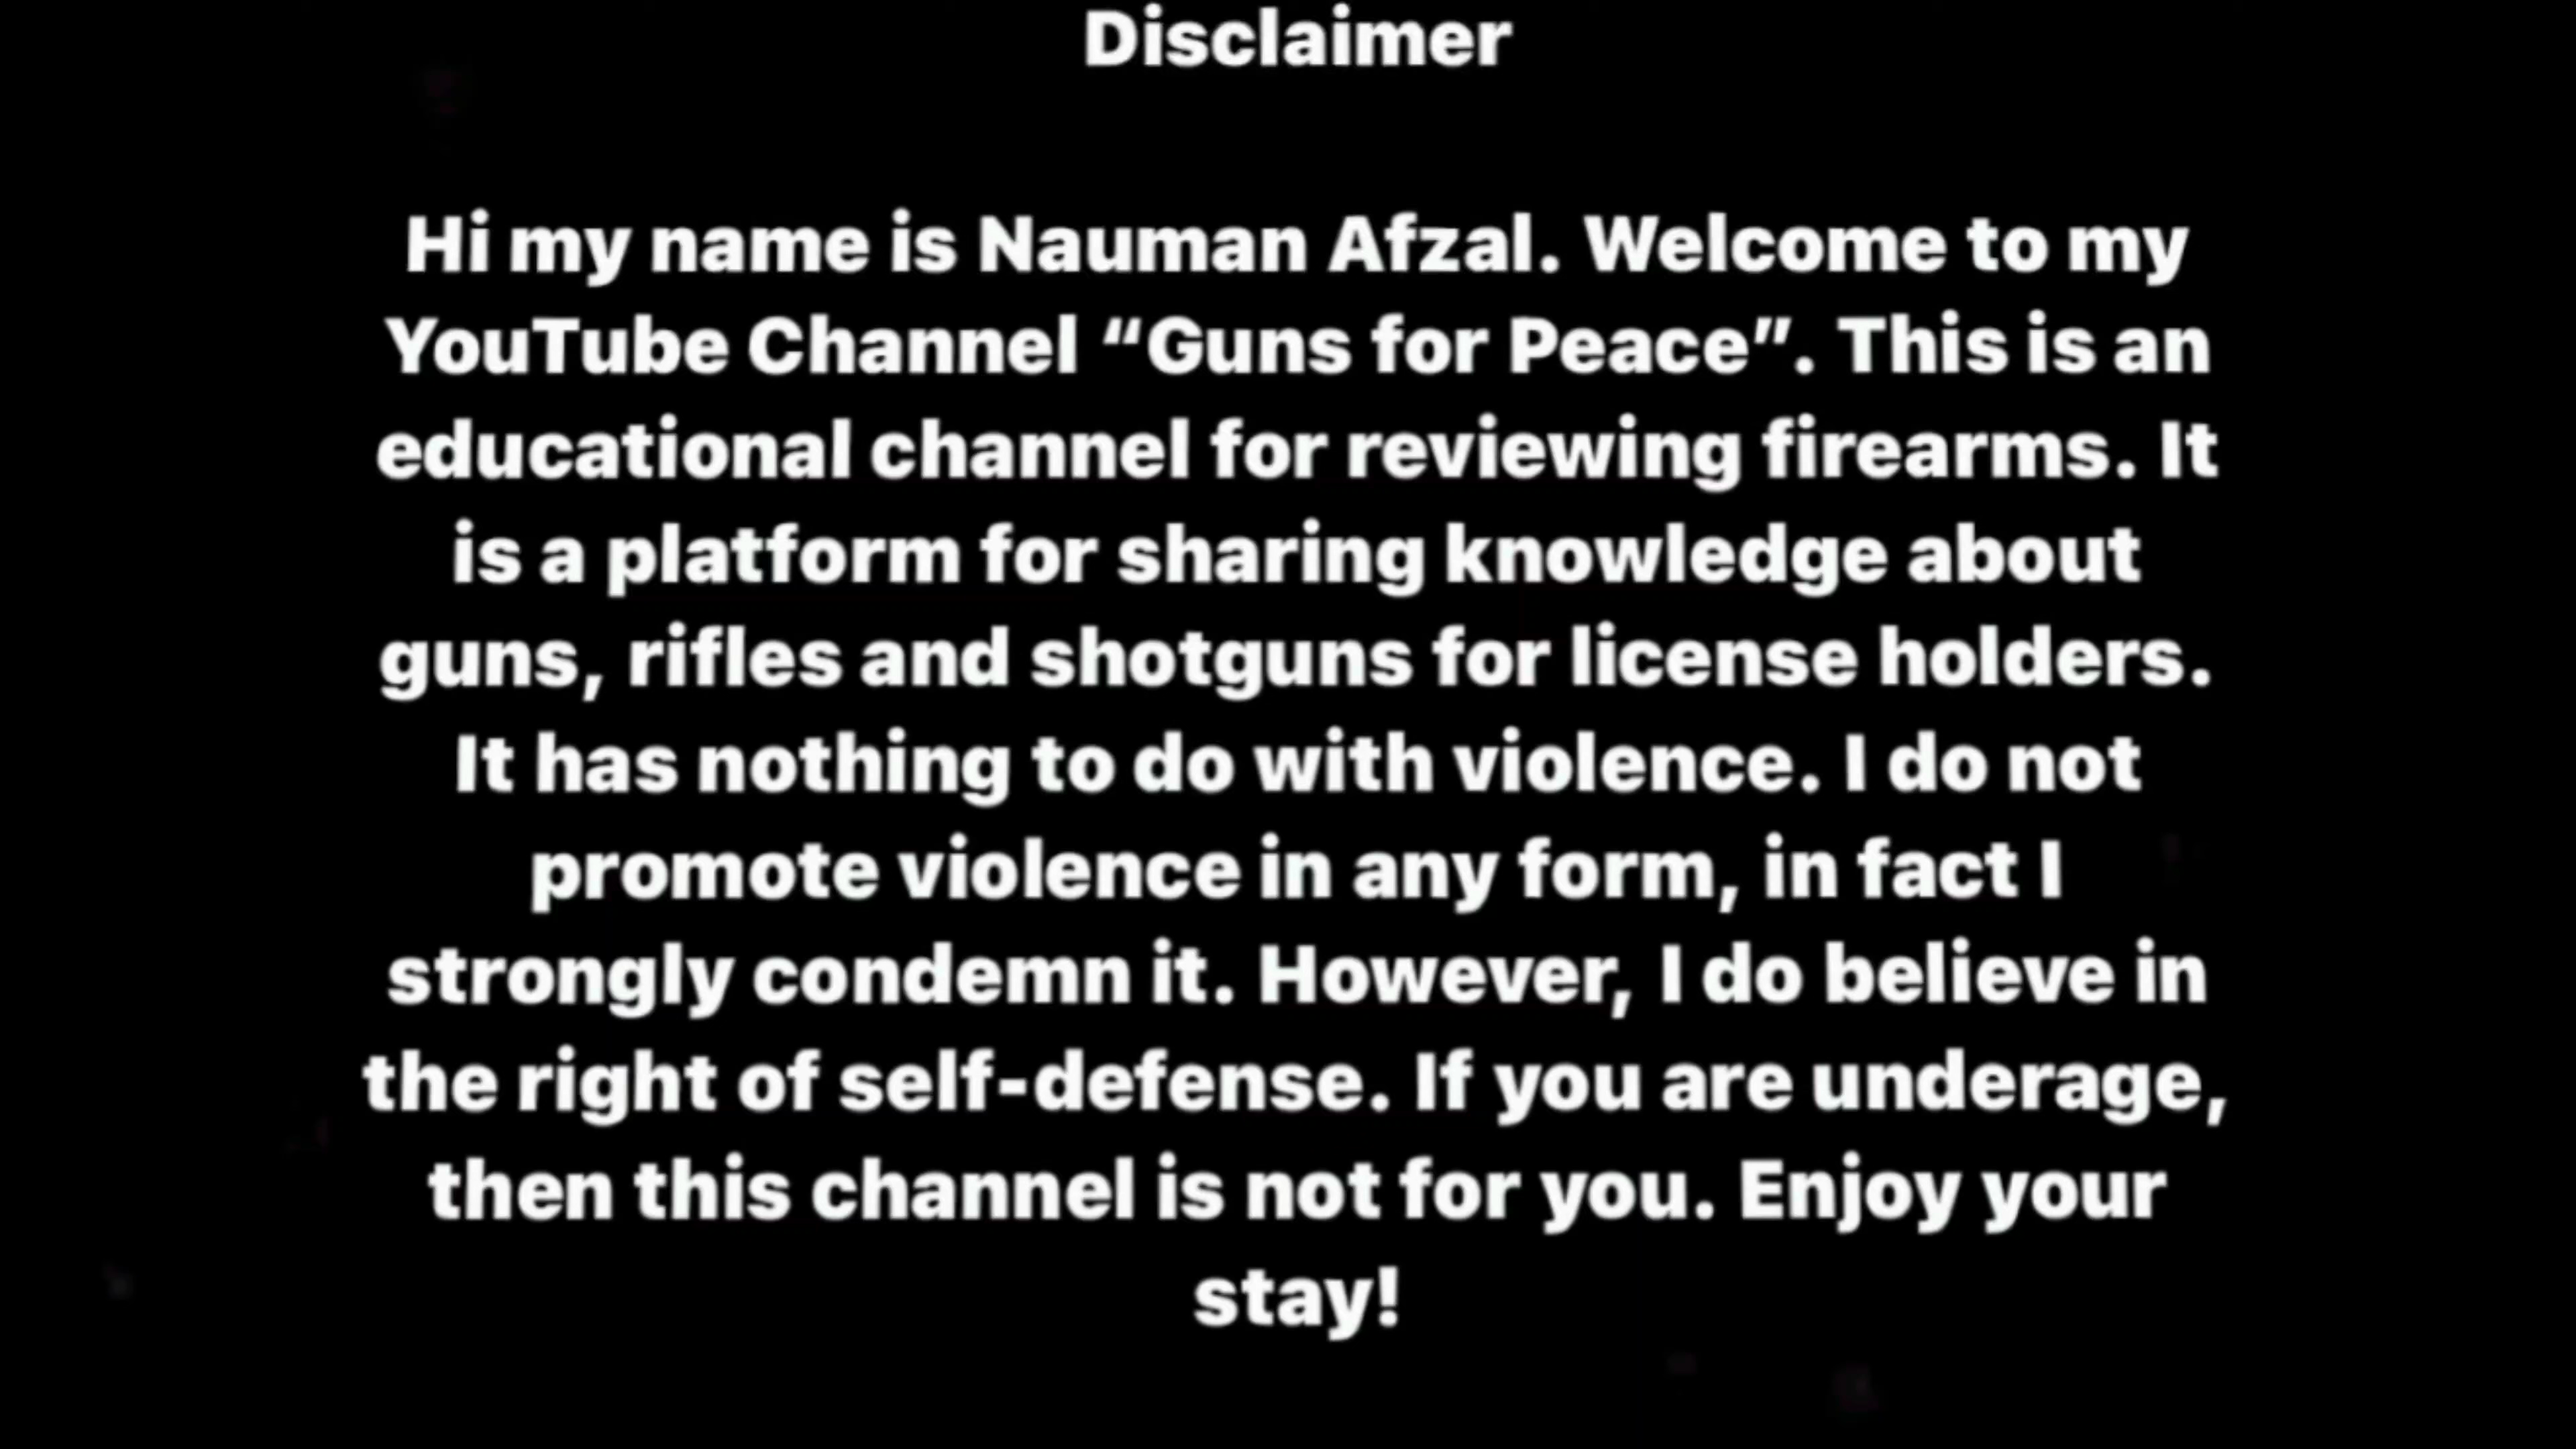 Disclaimer
Hi my name is Nauman Afzal. Welcome to my
YouTube Channel “Guns for Peace”. This is an
educational channel for reviewing firearms. It
is a platform for sharing knowledge about
guns, rifles and shotguns for license holders.
It has nothing to do with violence. I do not
promote violence in any form, in fact I
strongly condemn it. However, I do believe in
the right of self-defense. If you are underage,
then this channel is not for you. Enjoy your
stay!